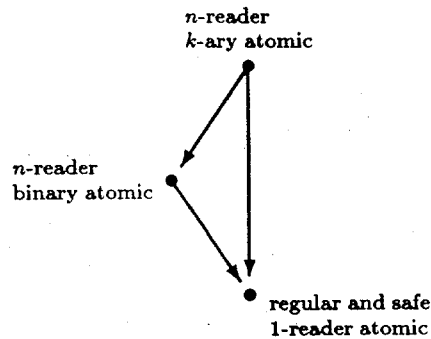 n-reader
k-ary atomic
n-reader
binary atomic
regular and safe
1-reader atomic